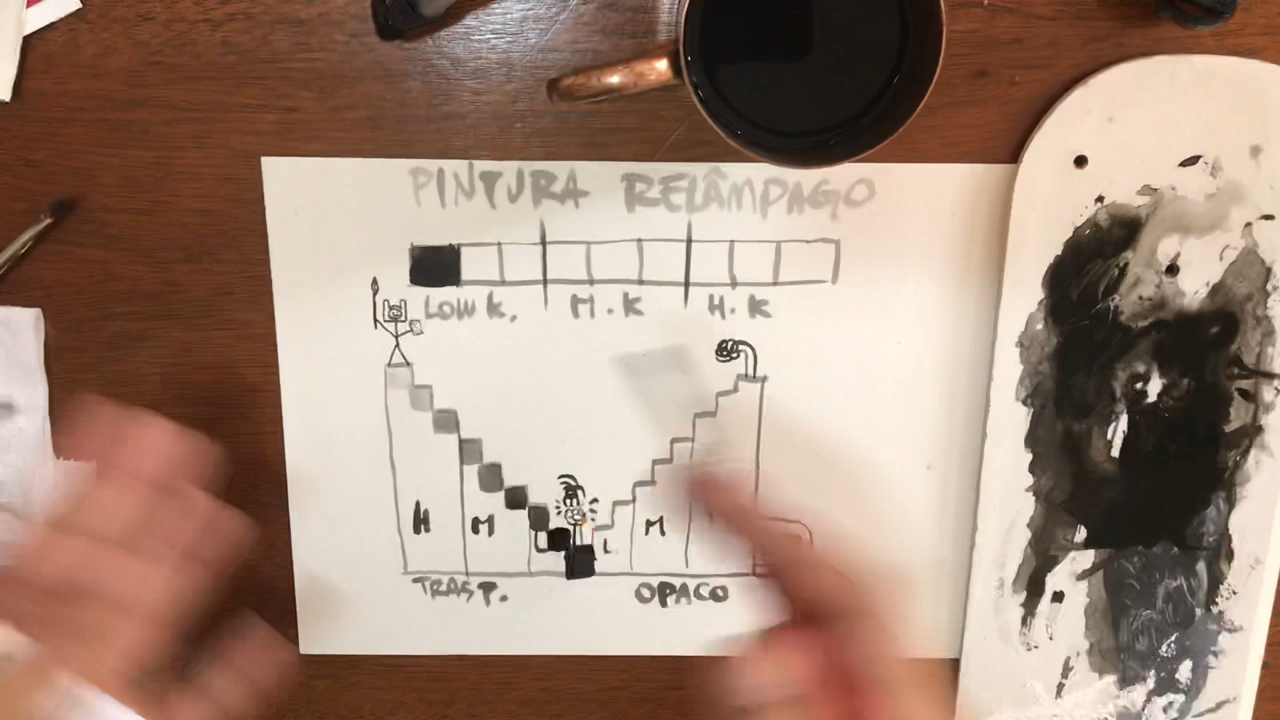 PINTURA RELÂMPAGO
LOW K. M.K H.K
H M L M
TRASP. OPACO